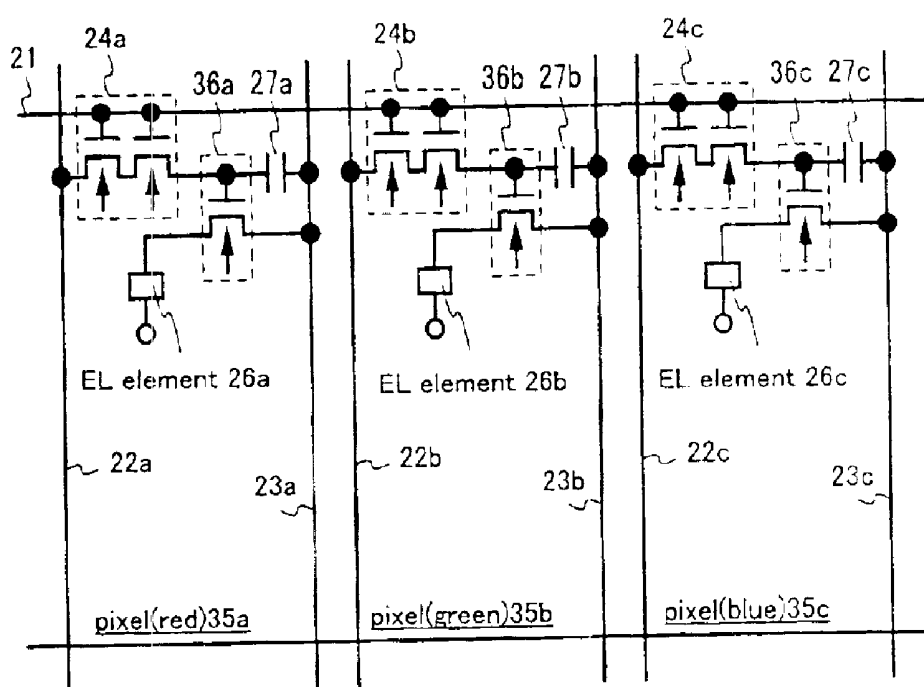 24a
24b
24c
21
36a 27a
36b 27b
36c 27c
EL element 26a
EL element 26b
EL element 26c
22a
22b
22c
23a
23b
23c
pixel(red)35a
pixel(green)35b
pixel(blue)35c